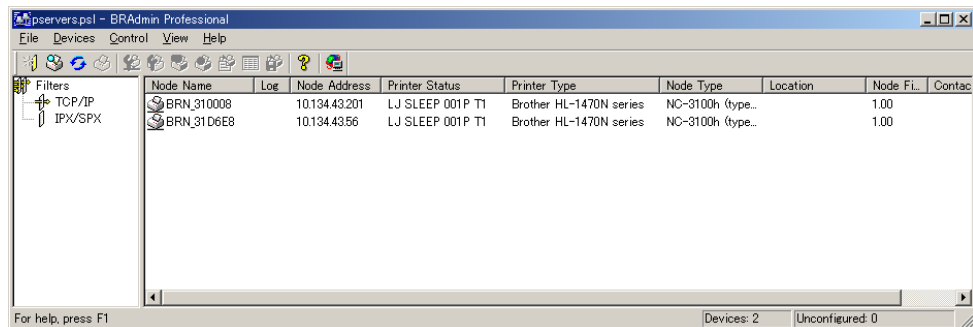 pservers.psl - BRAdmin Professional
File Devices Control View Help
Filters
TCP/IP
IPX/SPX
Node Name Log Node Address Printer Status Printer Type Node Type Location Node Fi... Contac
BRN_310008 10.134.43.201 LJ SLEEP 001P T1 Brother HL-1470N series NC-3100h (type... 1.00
BRN_31D6E8 10.134.43.56 LJ SLEEP 001P T1 Brother HL-1470N series NC-3100h (type... 1.00
For help, press F1 Devices: 2 Unconfigured: 0